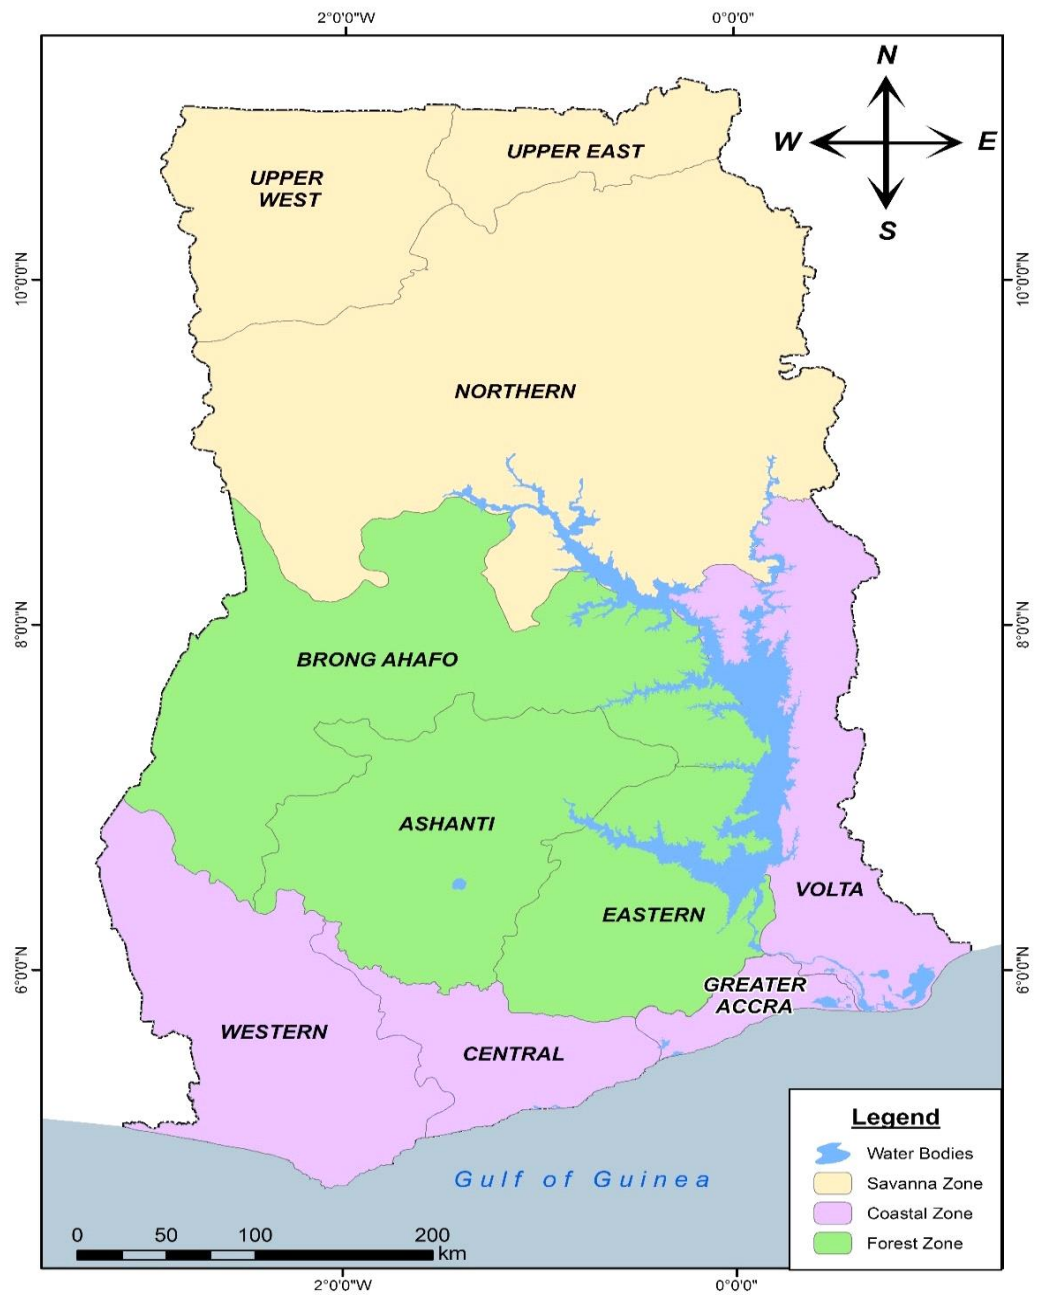 2°0'0"W
0°0'0"
N
W
E
S
UPPER EAST
UPPER
WEST
10°0'0"N
10°0'0"N
NORTHERN
8°0'0"N
8°0'0"N
BRONG AHAFO
ASHANTI
VOLTA
EASTERN
6°0'0"N
6°0'0"N
GREATER
ACCRA
WESTERN
CENTRAL
Legend
Water Bodies
Savanna Zone
Coastal Zone
Forest Zone
Gulf of Guinea
0
50
100
200
km
2°0'0"W
0°0'0"